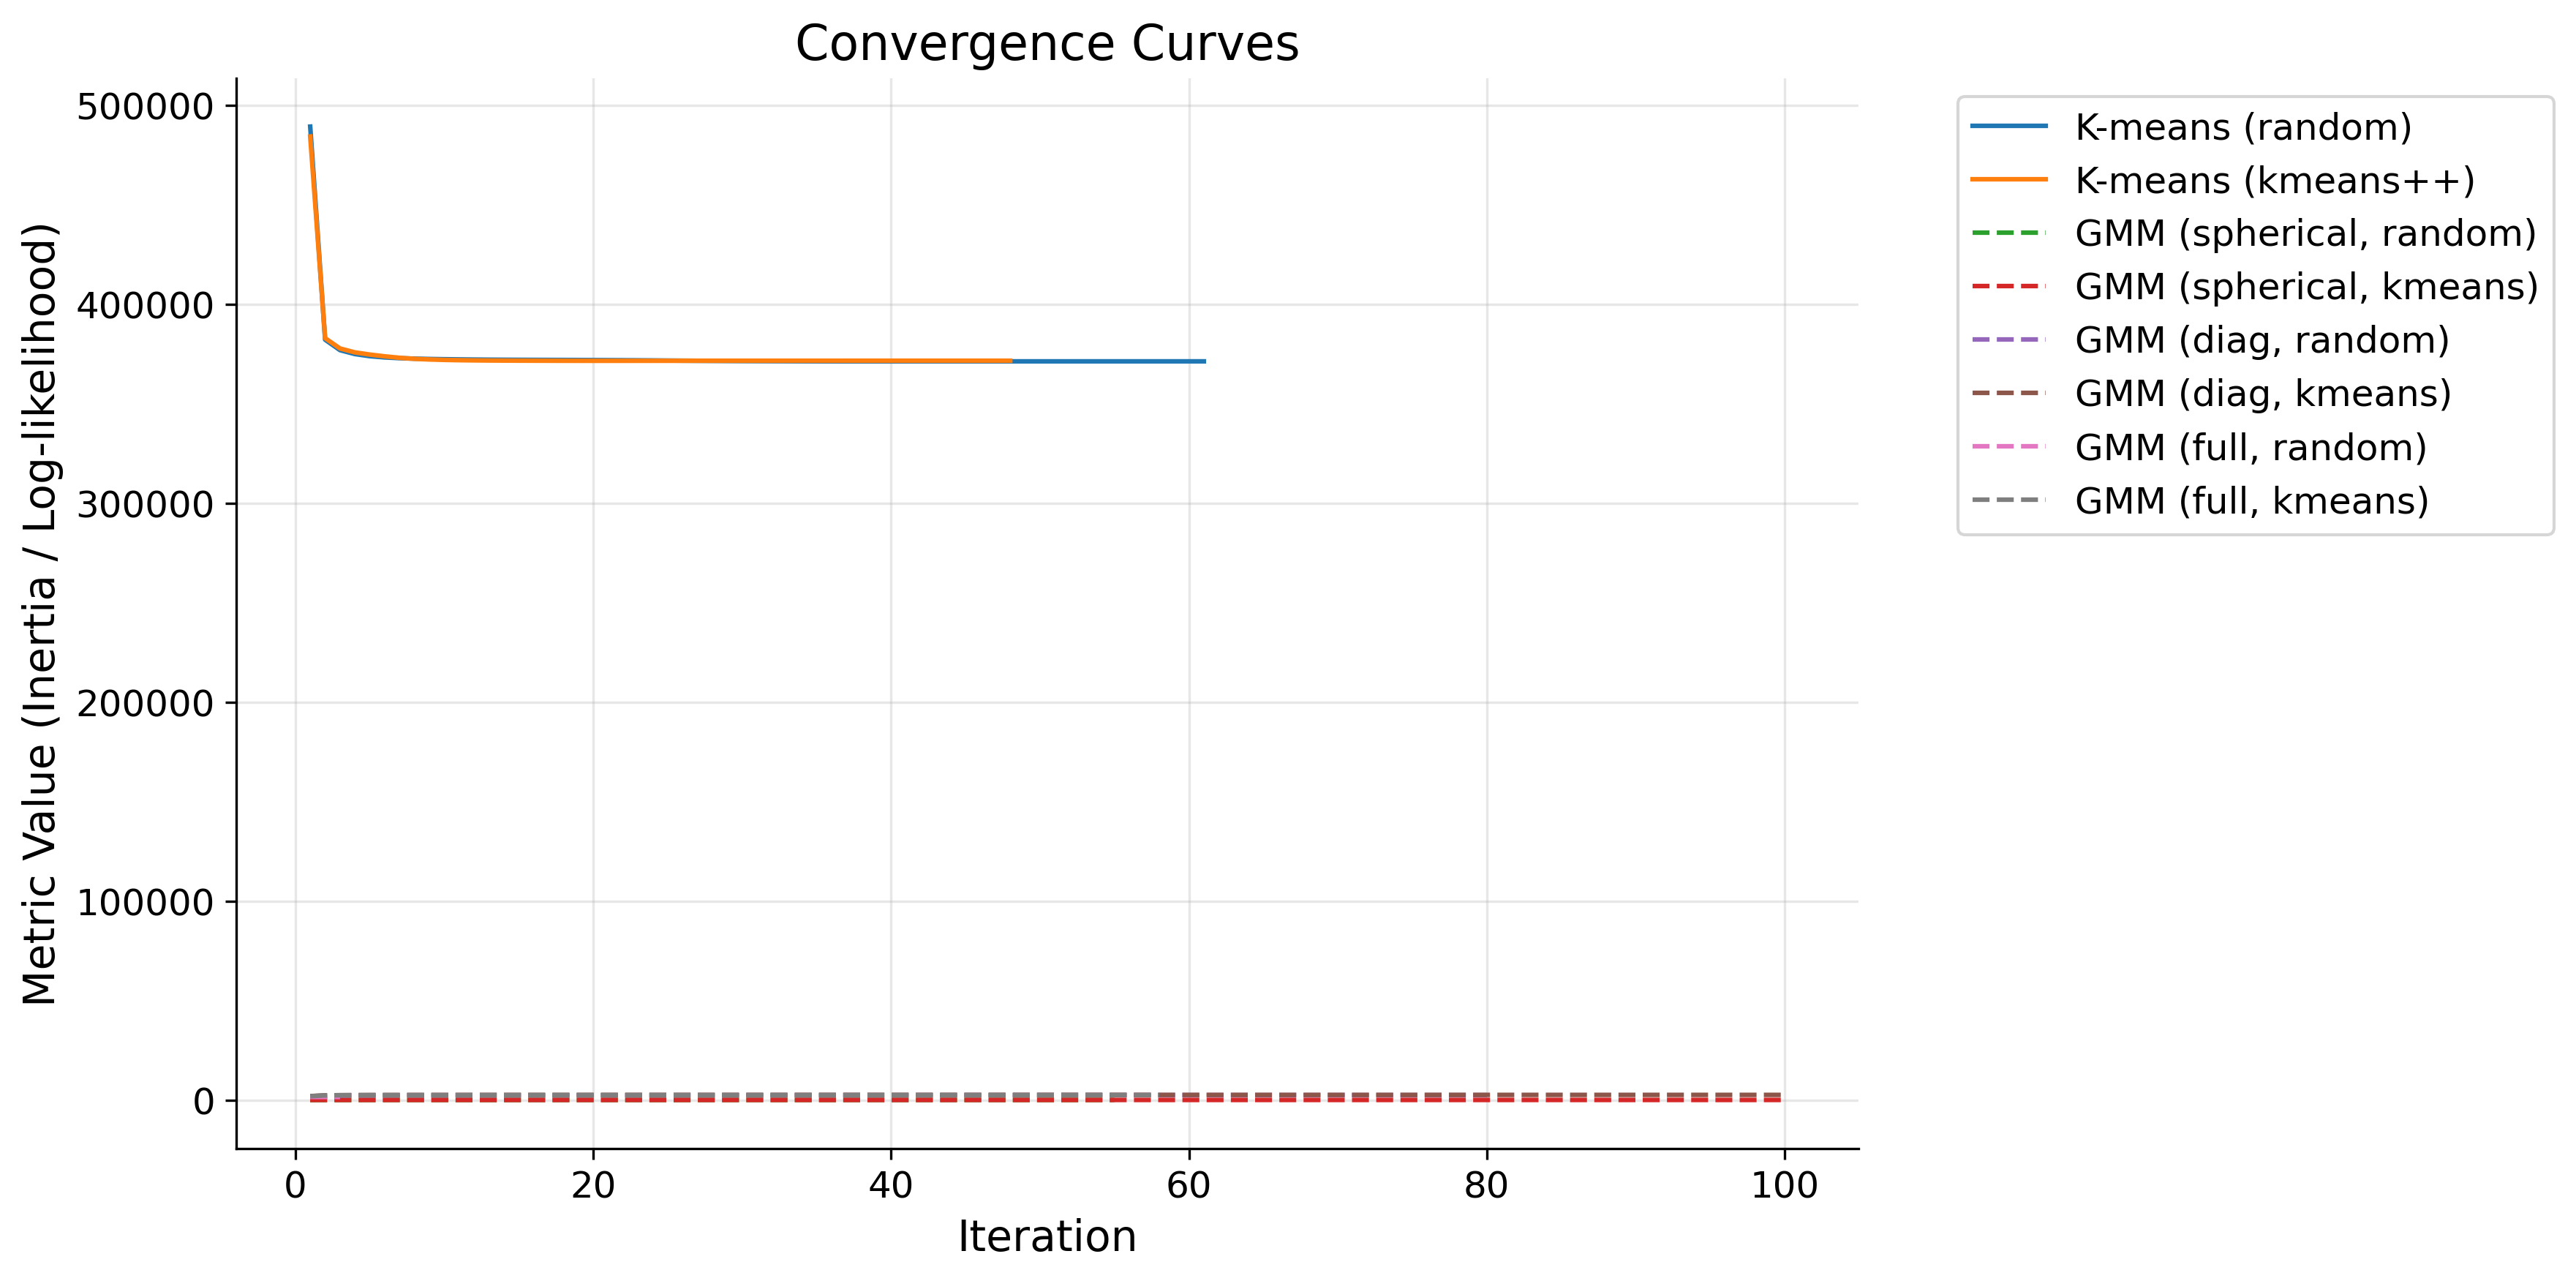 Convergence Curves
Metric Value (Inertia / Log-likelihood)
500000
400000
300000
200000
100000
0
0 20 40 60 80 100
Iteration
K-means (random)
K-means (kmeans++)
GMM (spherical, random)
GMM (spherical, kmeans)
GMM (diag, random)
GMM (diag, kmeans)
GMM (full, random)
GMM (full, kmeans)